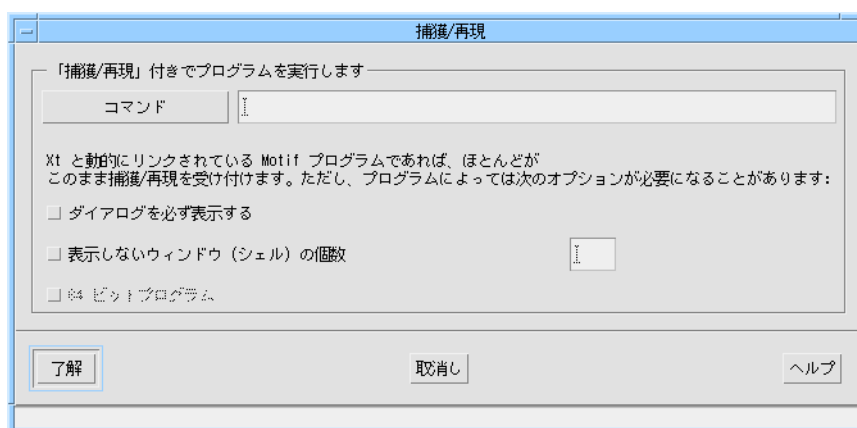 捕獲/再現
「捕獲/再現」付きでプログラムを実行します
コマンド
Xt と動的にリンクされている Motif プログラムであれば、ほとんどが
このまま捕獲/再現を受け付けます。ただし、プログラムによっては次のオプションが必要になることがあります:
ダイアログを必ず表示する
表示しないウィンドウ（シェル）の個数
64 ビットプログラム
了解
取消し
ヘルプ